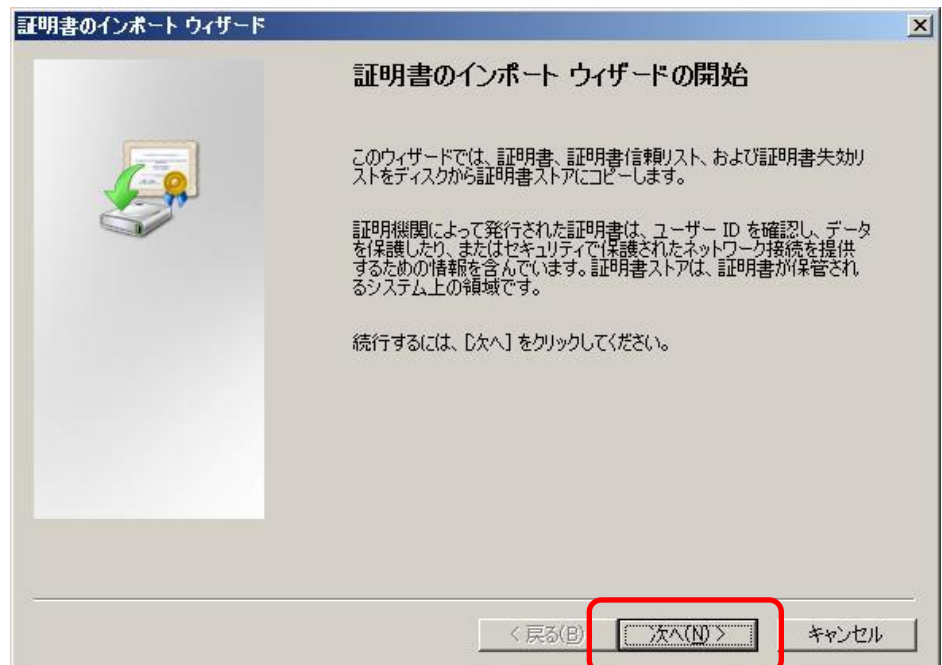 証明書のインポート ウィザード
証明書のインポート ウィザードの開始
このウィザードでは、証明書、証明書信頼リスト、および証明書失効リ
ストをディスクから証明書ストアにコピーします。
証明機関によって発行された証明書は、ユーザー ID を確認し、データ
を保護したり、またはセキュリティで保護されたネットワーク接続を提供
するための情報を含んでいます。証明書ストアは、証明書が保管され
るシステム上の領域です。
続行するには、[次へ] をクリックしてください。
< 戻る(B)
次へ(N) >
キャンセル